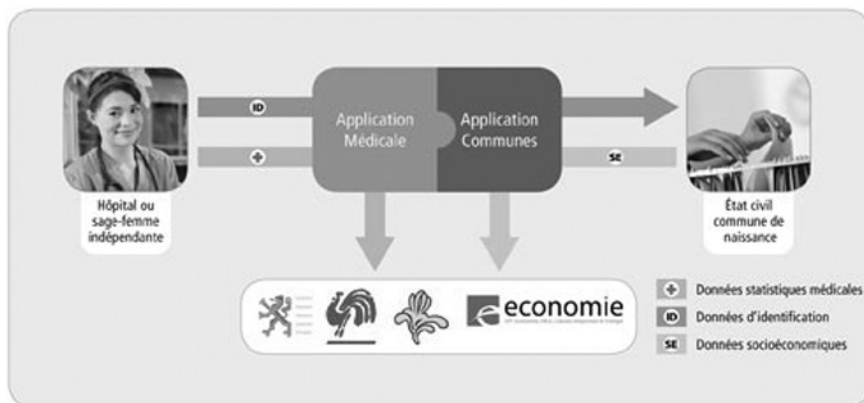 ID
Application
Médicale
Application
Communes
SE
Hôpital ou
sage-femme
indépendante
État civil
commune de
naissance
economie
Données statistiques médicales
ID Données d'identification
SE Données socioéconomiques